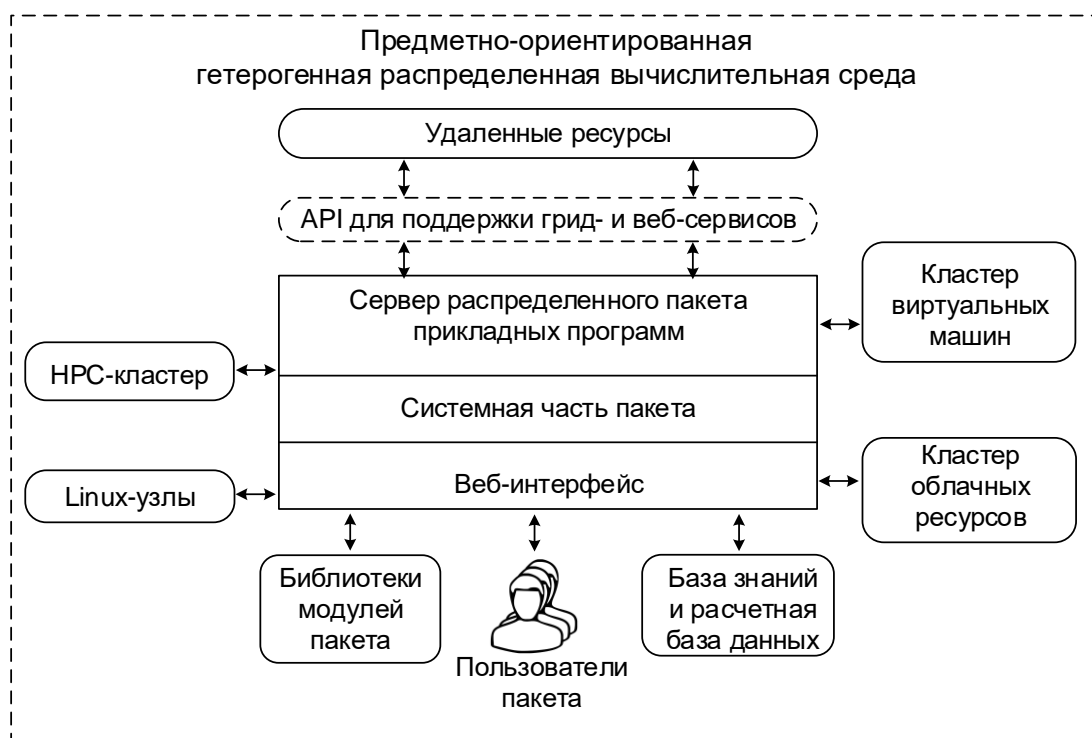 Предметно-ориентированная
гетерогенная распределенная вычислительная среда
Удаленные ресурсы
API для поддержки грид- и веб-сервисов
Сервер распределенного пакета
прикладных программ
Кластер
виртуальных
машин
HPC-кластер
Системная часть пакета
Linux-узлы
Веб-интерфейс
Кластер
облачных
ресурсов
Библиотеки
модулей
пакета
Пользователи
пакета
База знаний
и расчетная
база данных